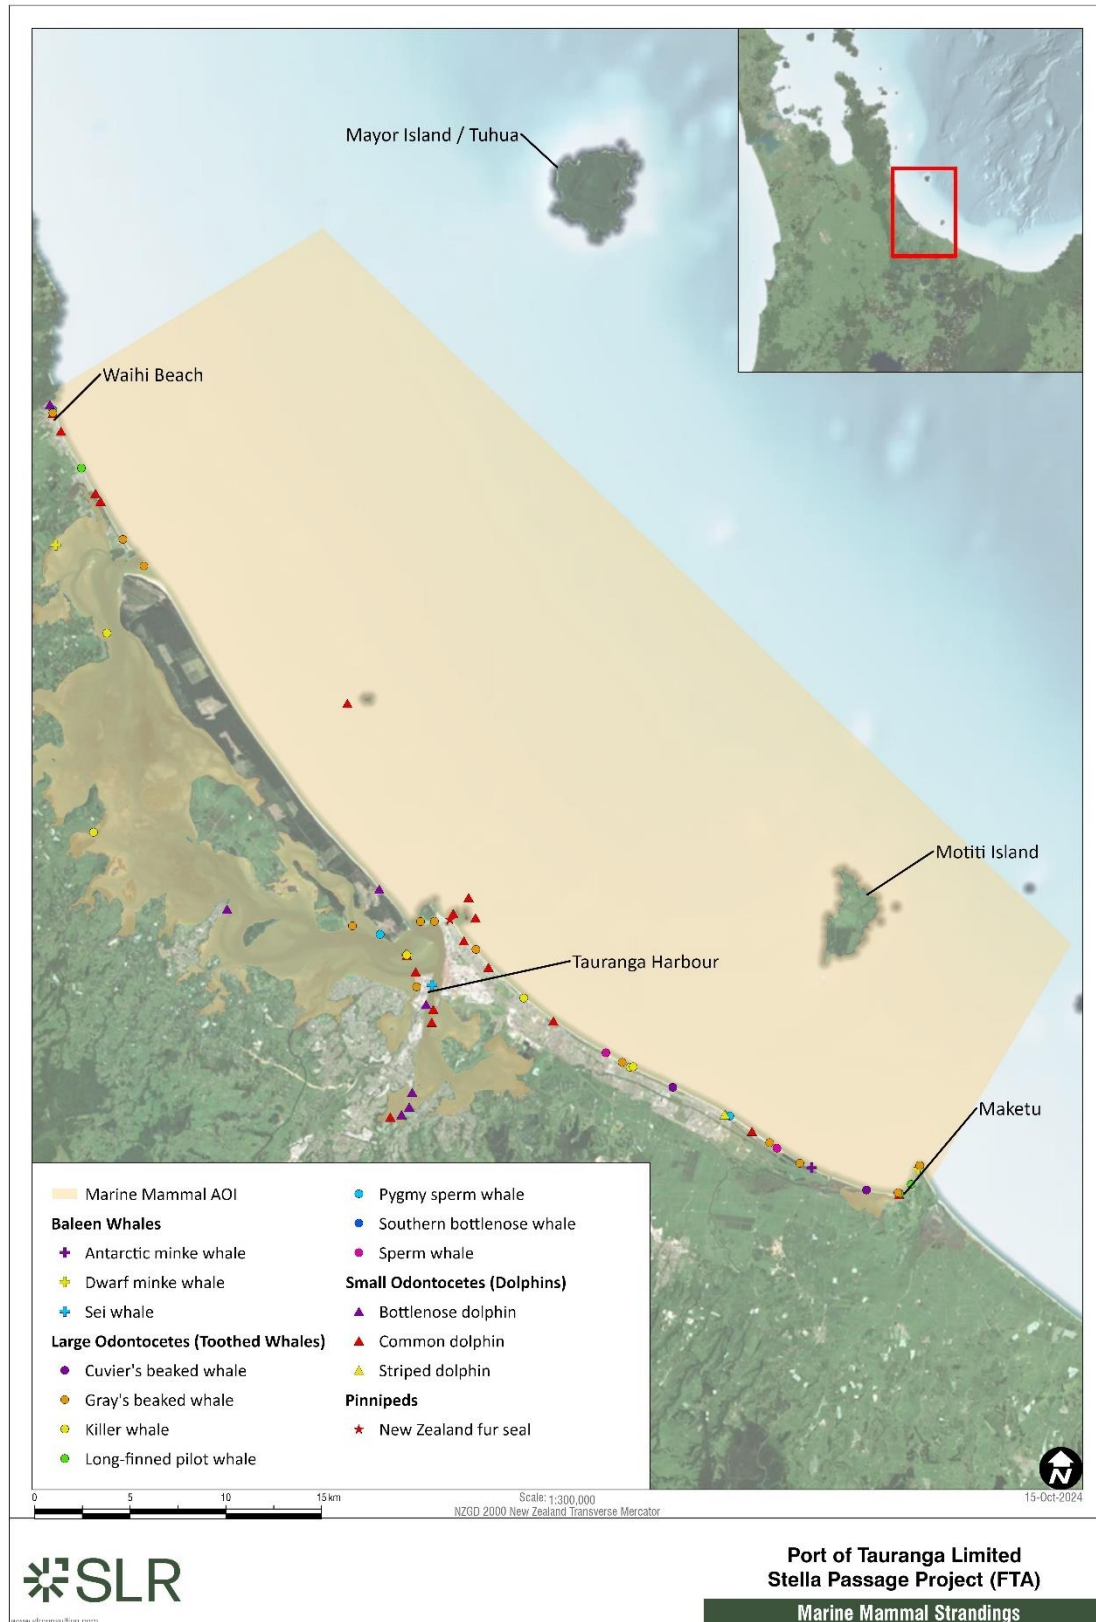 Mayor Island / Tuhua
Waihi Beach
Motiti Island
Tauranga Harbour
Maketu
Marine Mammal AOI
Baleen Whales
Antarctic minke whale
Dwarf minke whale
Sei whale
Large Odontocetes (Toothed Whales)
Cuvier's beaked whale
Gray's beaked whale
Killer whale
Long-finned pilot whale
Pygmy sperm whale
Southern bottlenose whale
Sperm whale
Small Odontocetes (Dolphins)
Bottlenose dolphin
Common dolphin
Striped dolphin
Pinnipeds
New Zealand fur seal
N
0 5 10 15 km
Scale: 1:300,000
NZGD 2000 New Zealand Transverse Mercator
15-Oct-2024
SLR
Port of Tauranga Limited
Stella Passage Project (FTA)
Marine Mammal Strandings